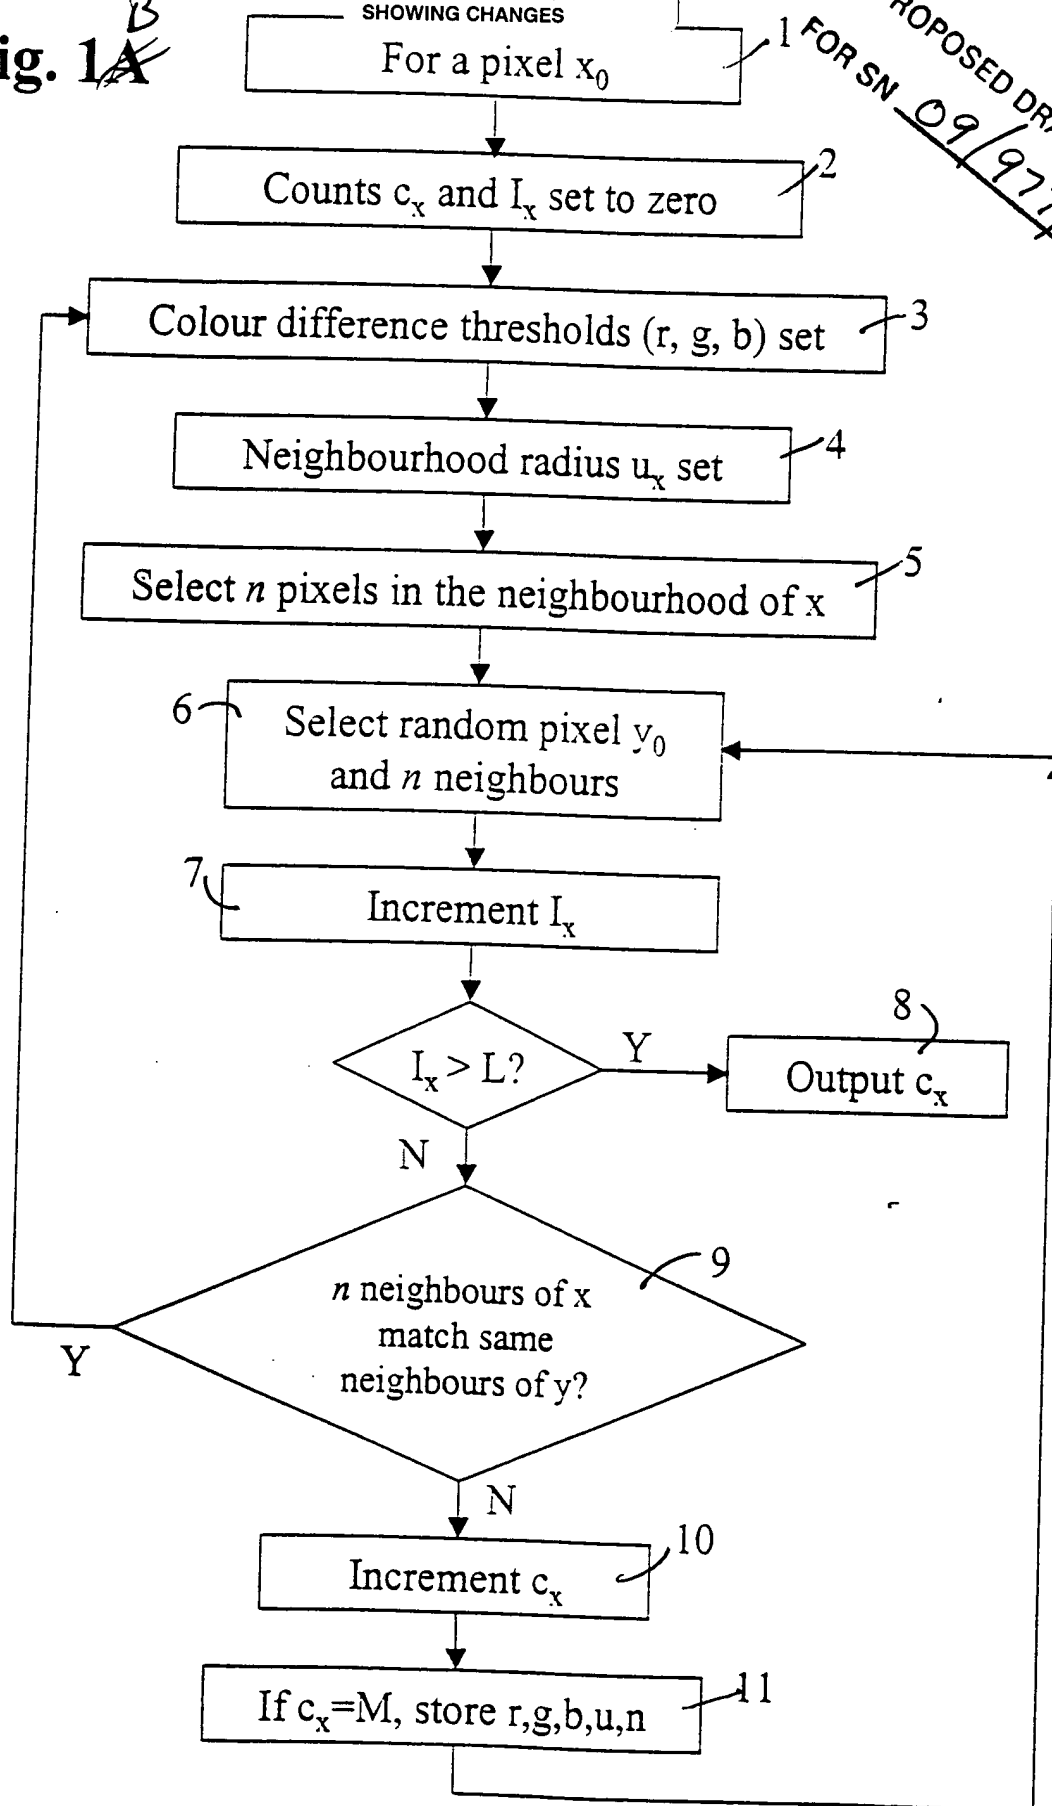 SHOWING CHANGES
B
ig. 1A
For a pixel x₀
1
FOR SN 09/977
Counts cₓ and Iₓ set to zero
2
Colour difference thresholds (r, g, b) set
3
Neighbourhood radius uₓ set
4
Select n pixels in the neighbourhood of x
5
6
Select random pixel y₀
and n neighbours
7
Increment Iₓ
Iₓ > L?
Y
8
Output cₓ
N
9
n neighbours of x
match same
neighbours of y?
Y
N
Increment cₓ
10
If cₓ=M, store r,g,b,u,n
11